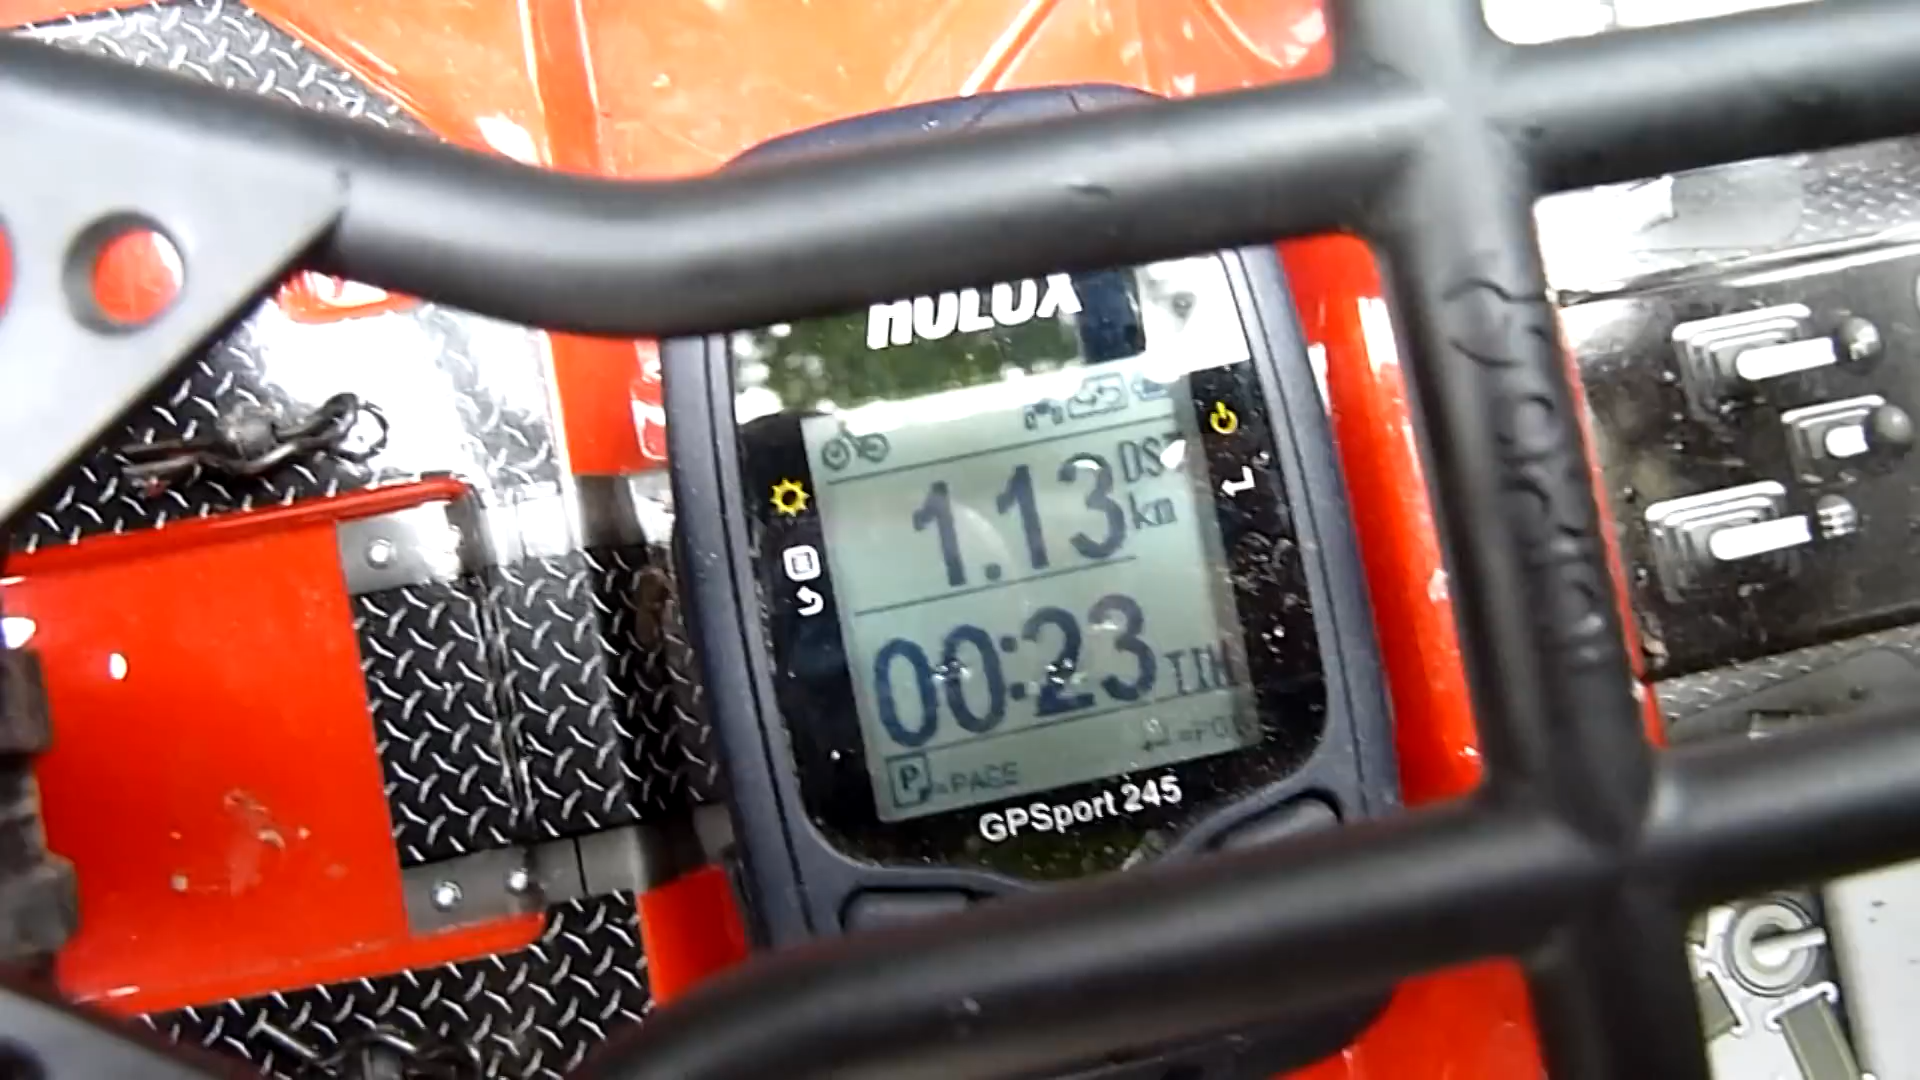 HOLUX
DST
1.13 km
00:23 TIM
P =PAGE
GPSport 245